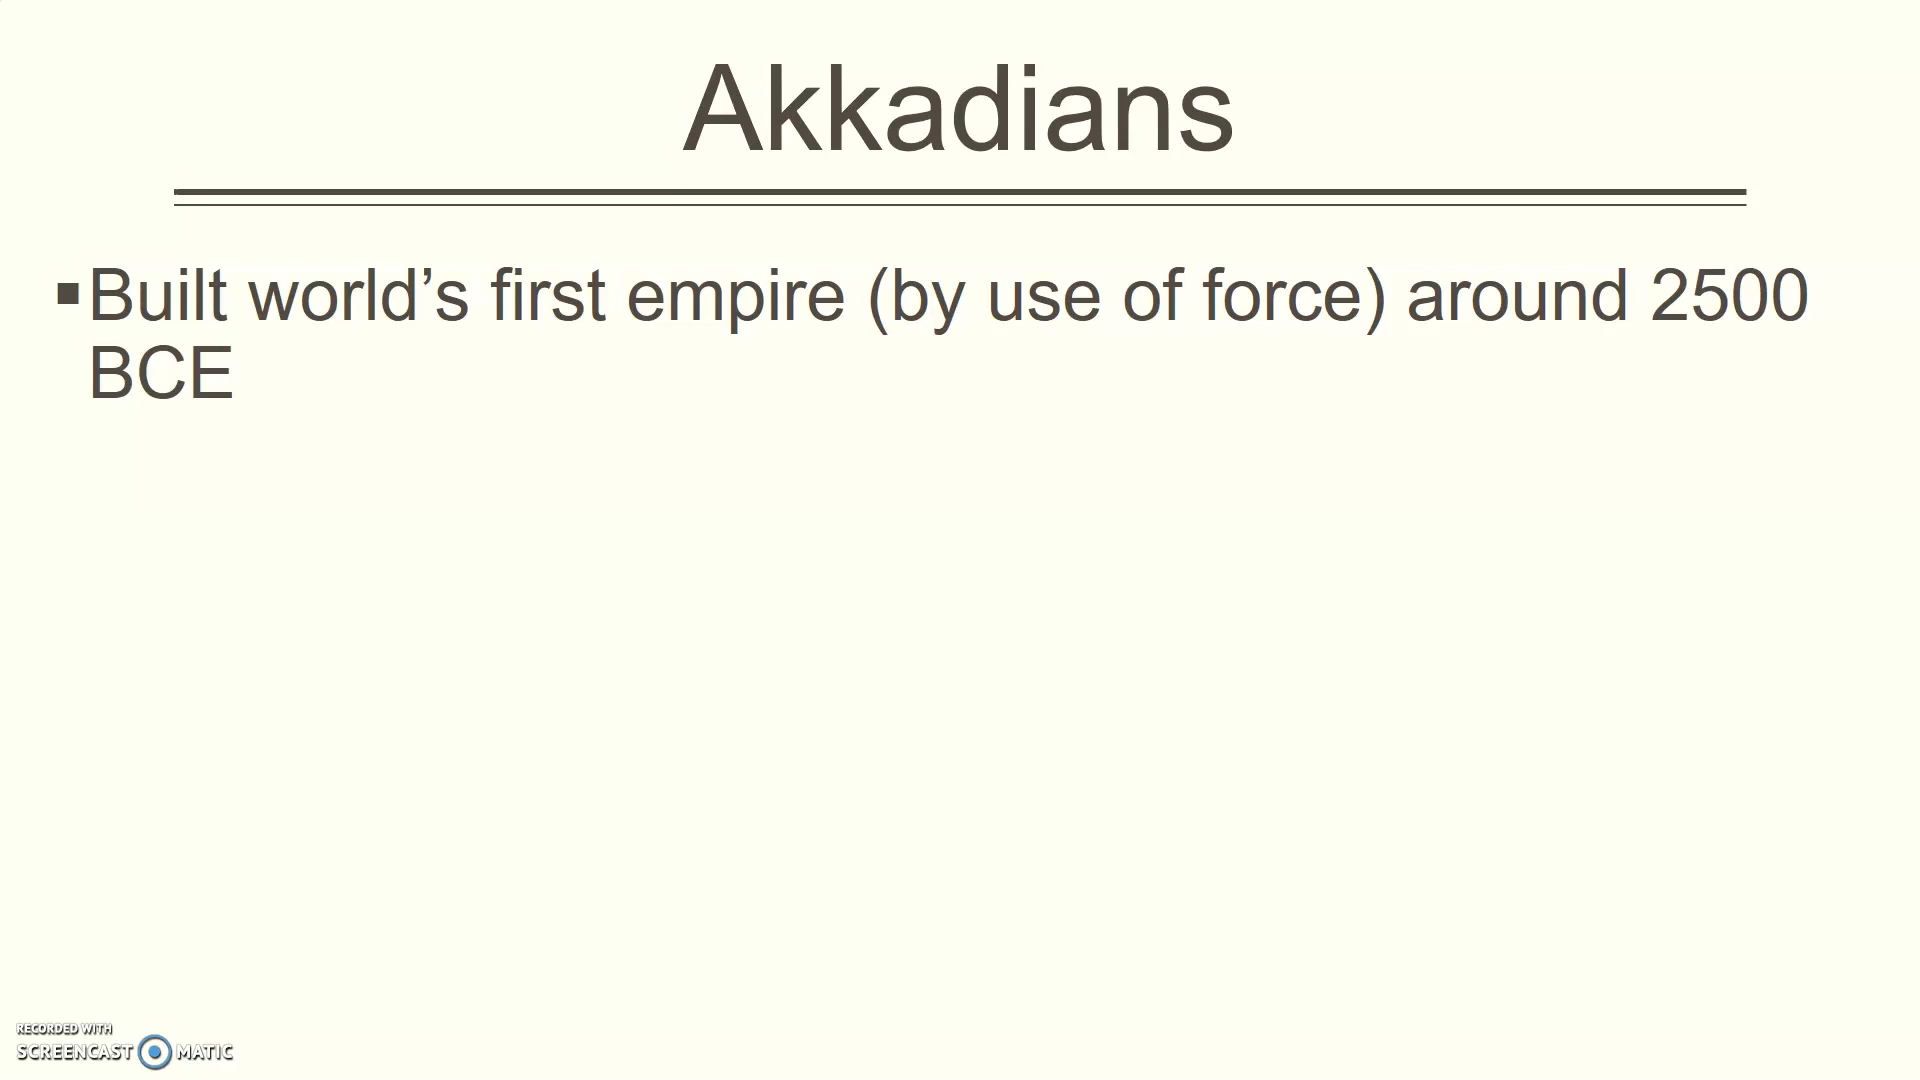 Akkadians
▪Built world’s first empire (by use of force) around 2500
BCE
RECORDED WITH
SCREENCAST MATIC